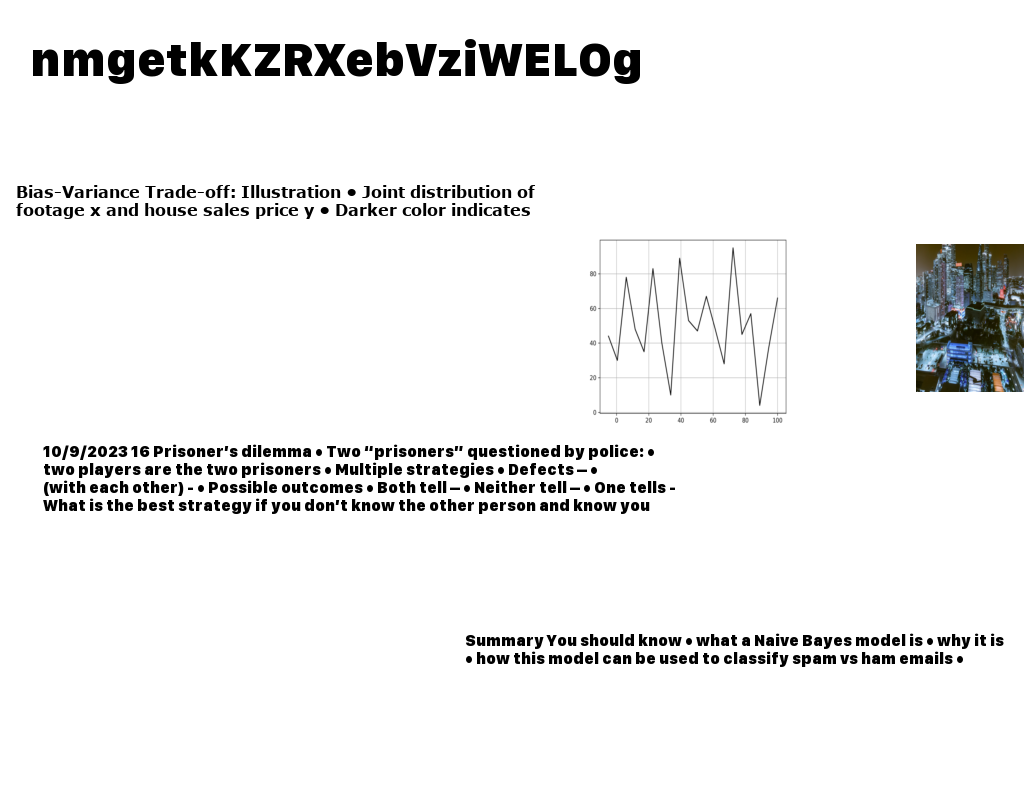 nmgetkKZRXebVziWELOg
Bias-Variance Trade-off: Illustration • Joint distribution of
footage x and house sales price y • Darker color indicates
80
60
40
20
0
0 20 40 60 80 100
10/9/2023 16 Prisoner’s dilemma • Two “prisoners” questioned by police: •
two players are the two prisoners • Multiple strategies • Defects – •
(with each other) - • Possible outcomes • Both tell – • Neither tell – • One tells -
What is the best strategy if you don’t know the other person and know you
Summary You should know • what a Naive Bayes model is • why it is
• how this model can be used to classify spam vs ham emails •